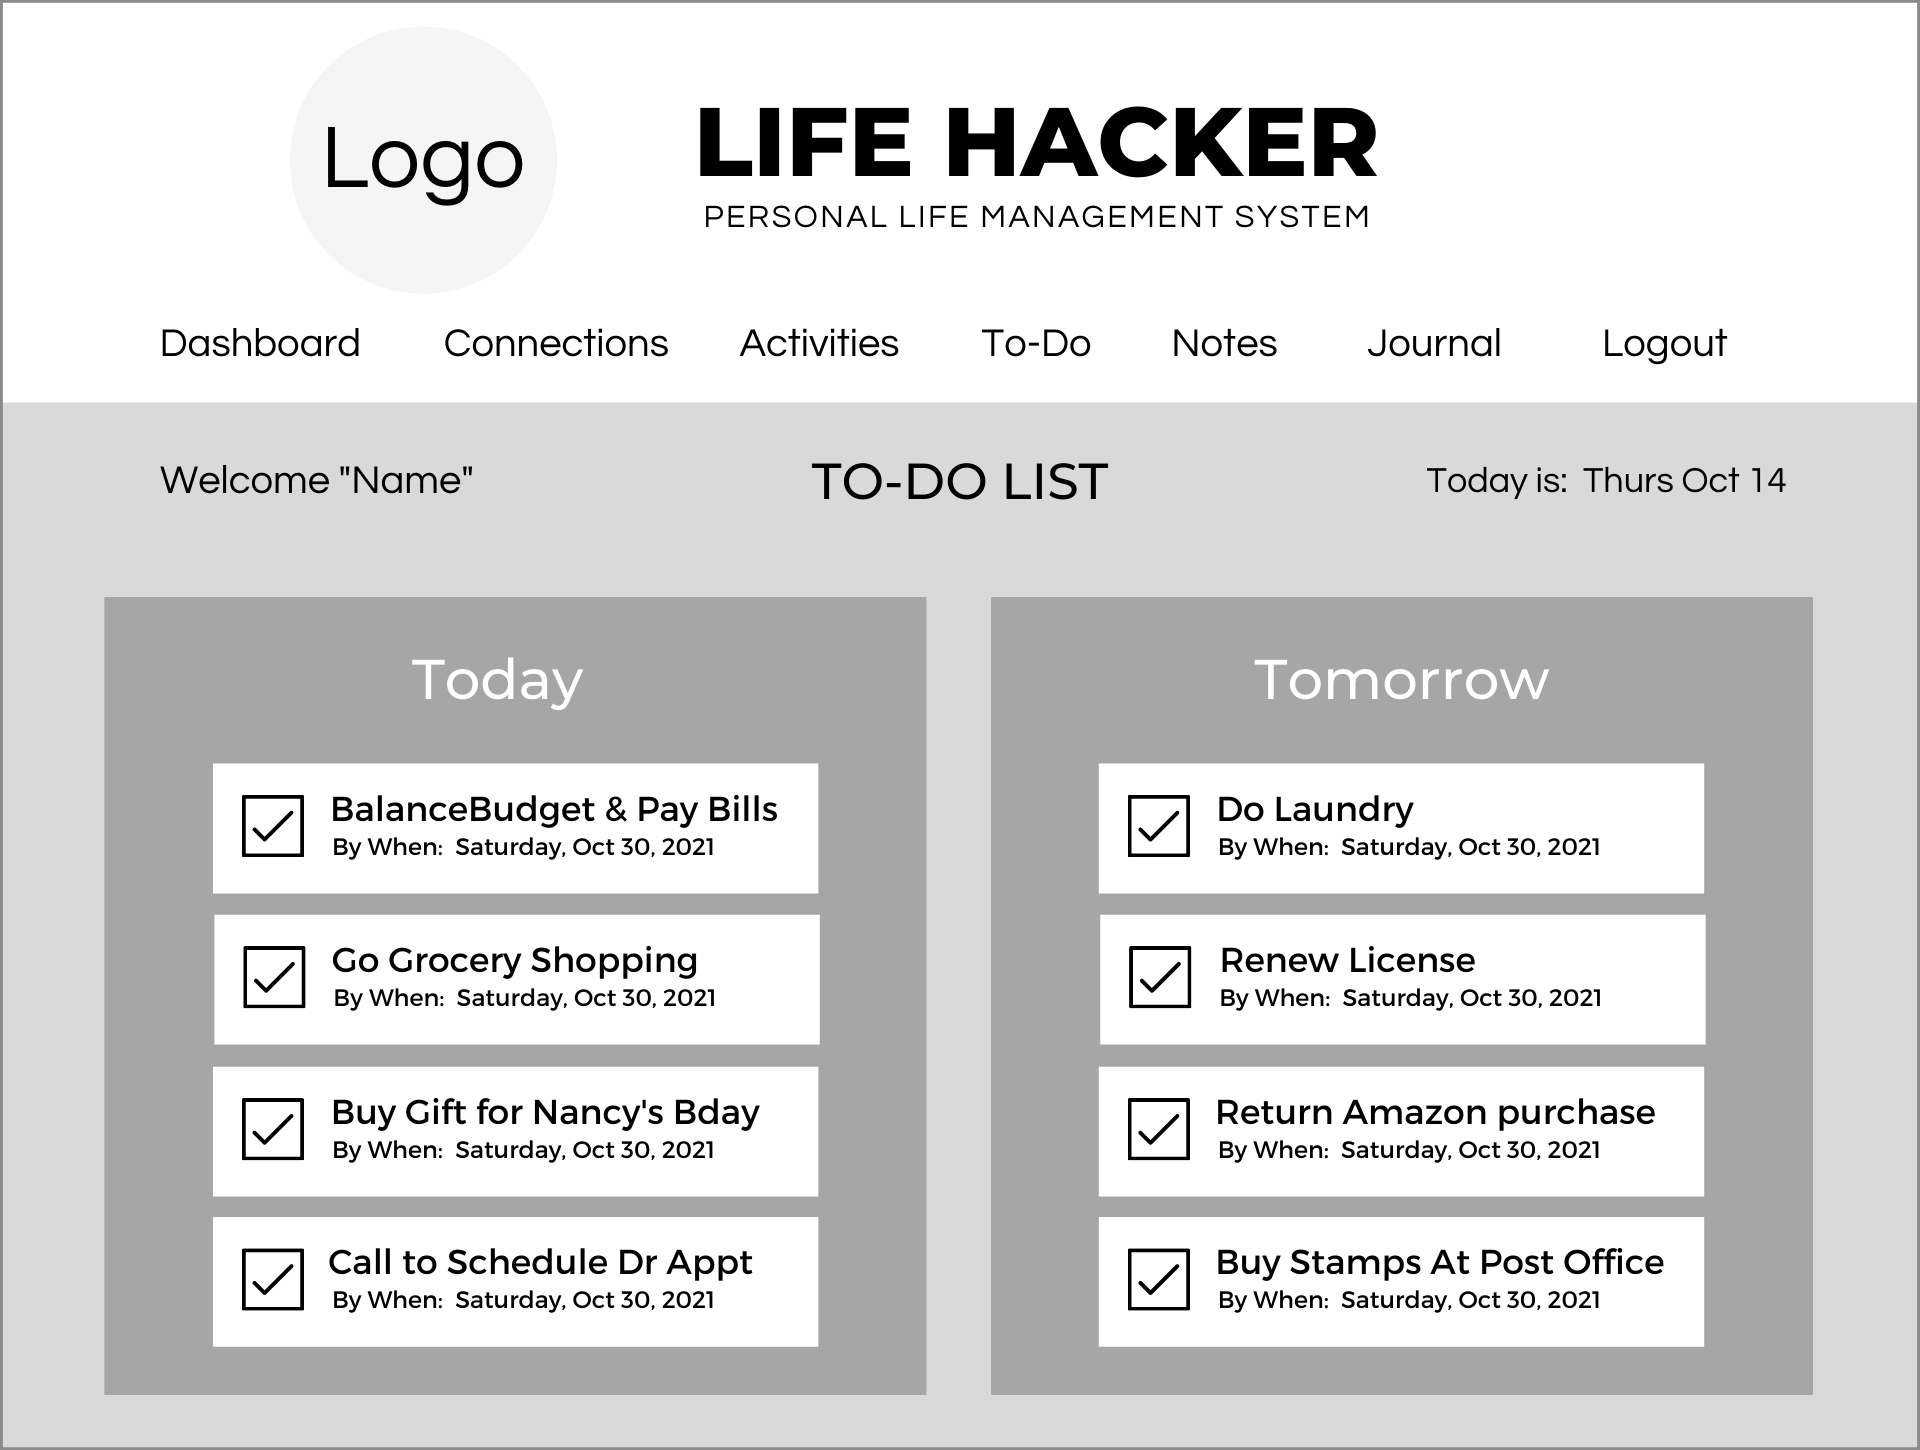 Logo
LIFE HACKER
PERSONAL LIFE MANAGEMENT SYSTEM
Dashboard Connections Activities To-Do Notes Journal Logout
Welcome "Name" TO-DO LIST Today is: Thurs Oct 14
Today
BalanceBudget & Pay Bills
By When: Saturday, Oct 30, 2021
Go Grocery Shopping
By When: Saturday, Oct 30, 2021
Buy Gift for Nancy's Bday
By When: Saturday, Oct 30, 2021
Call to Schedule Dr Appt
By When: Saturday, Oct 30, 2021
Tomorrow
Do Laundry
By When: Saturday, Oct 30, 2021
Renew License
By When: Saturday, Oct 30, 2021
Return Amazon purchase
By When: Saturday, Oct 30, 2021
Buy Stamps At Post Office
By When: Saturday, Oct 30, 2021